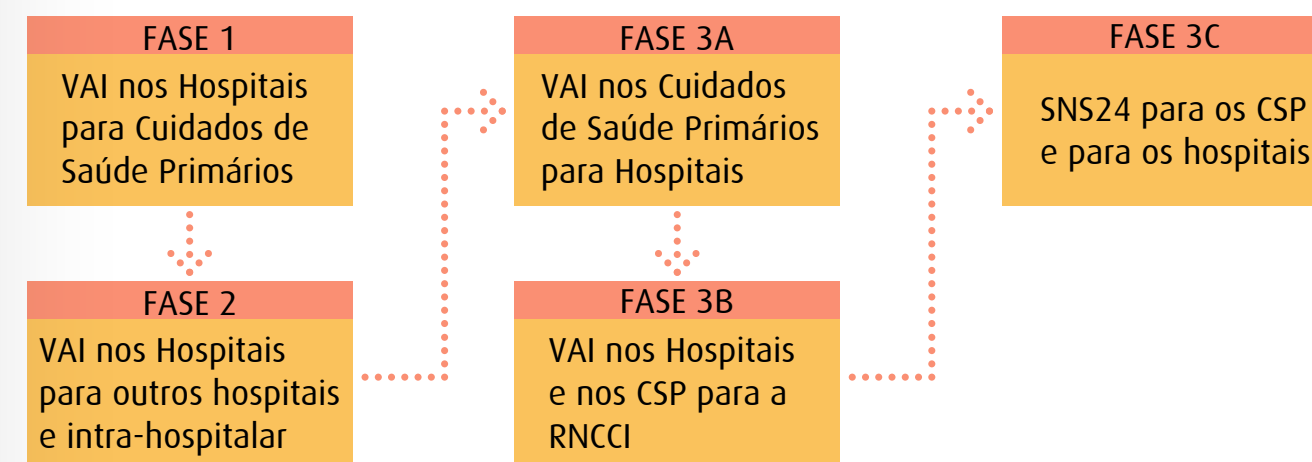 FASE 1
VAI nos Hospitais
para Cuidados de
Saúde Primários
FASE 2
VAI nos Hospitais
para outros hospitais
e intra-hospitalar
FASE 3A
VAI nos Cuidados
de Saúde Primários
para Hospitais
FASE 3B
VAI nos Hospitais
e nos CSP para a
RNCCI
FASE 3C
SNS24 para os CSP
e para os hospitais